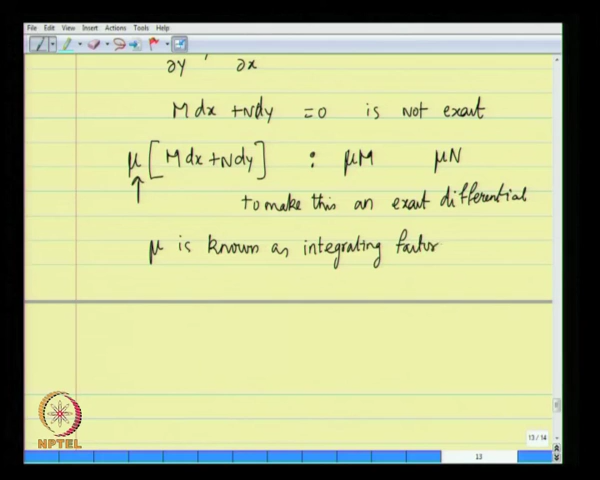 File Edit View Insert Actions Tools Help
∂y , ∂x
M dx + N dy = 0 is not exact
μ [ M dx + N dy ] : μM μN
↑ to make this an exact differential
μ is known as integrating factor
NPTEL
13 / 14
13